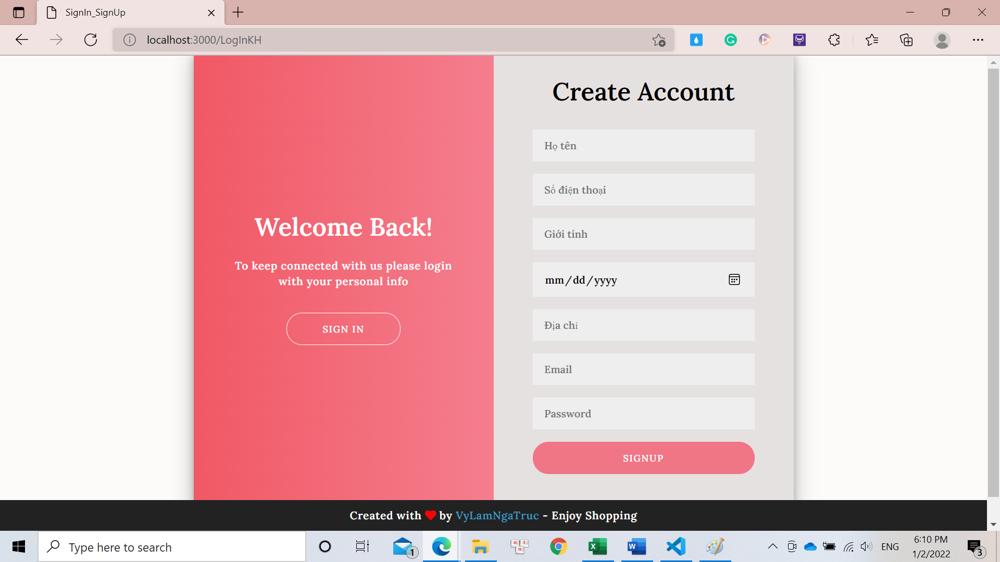 SignIn_SignUp
localhost:3000/LogInKH
Create Account
Họ tên
Số điện thoại
Giới tính
mm/dd/yyyy
Địa chỉ
Email
Password
SIGNUP
Welcome Back!
To keep connected with us please login
with your personal info
SIGN IN
Created with ❤ by VyLamNgaTruc - Enjoy Shopping
Type here to search
1
ENG
6:10 PM
1/2/2022
3